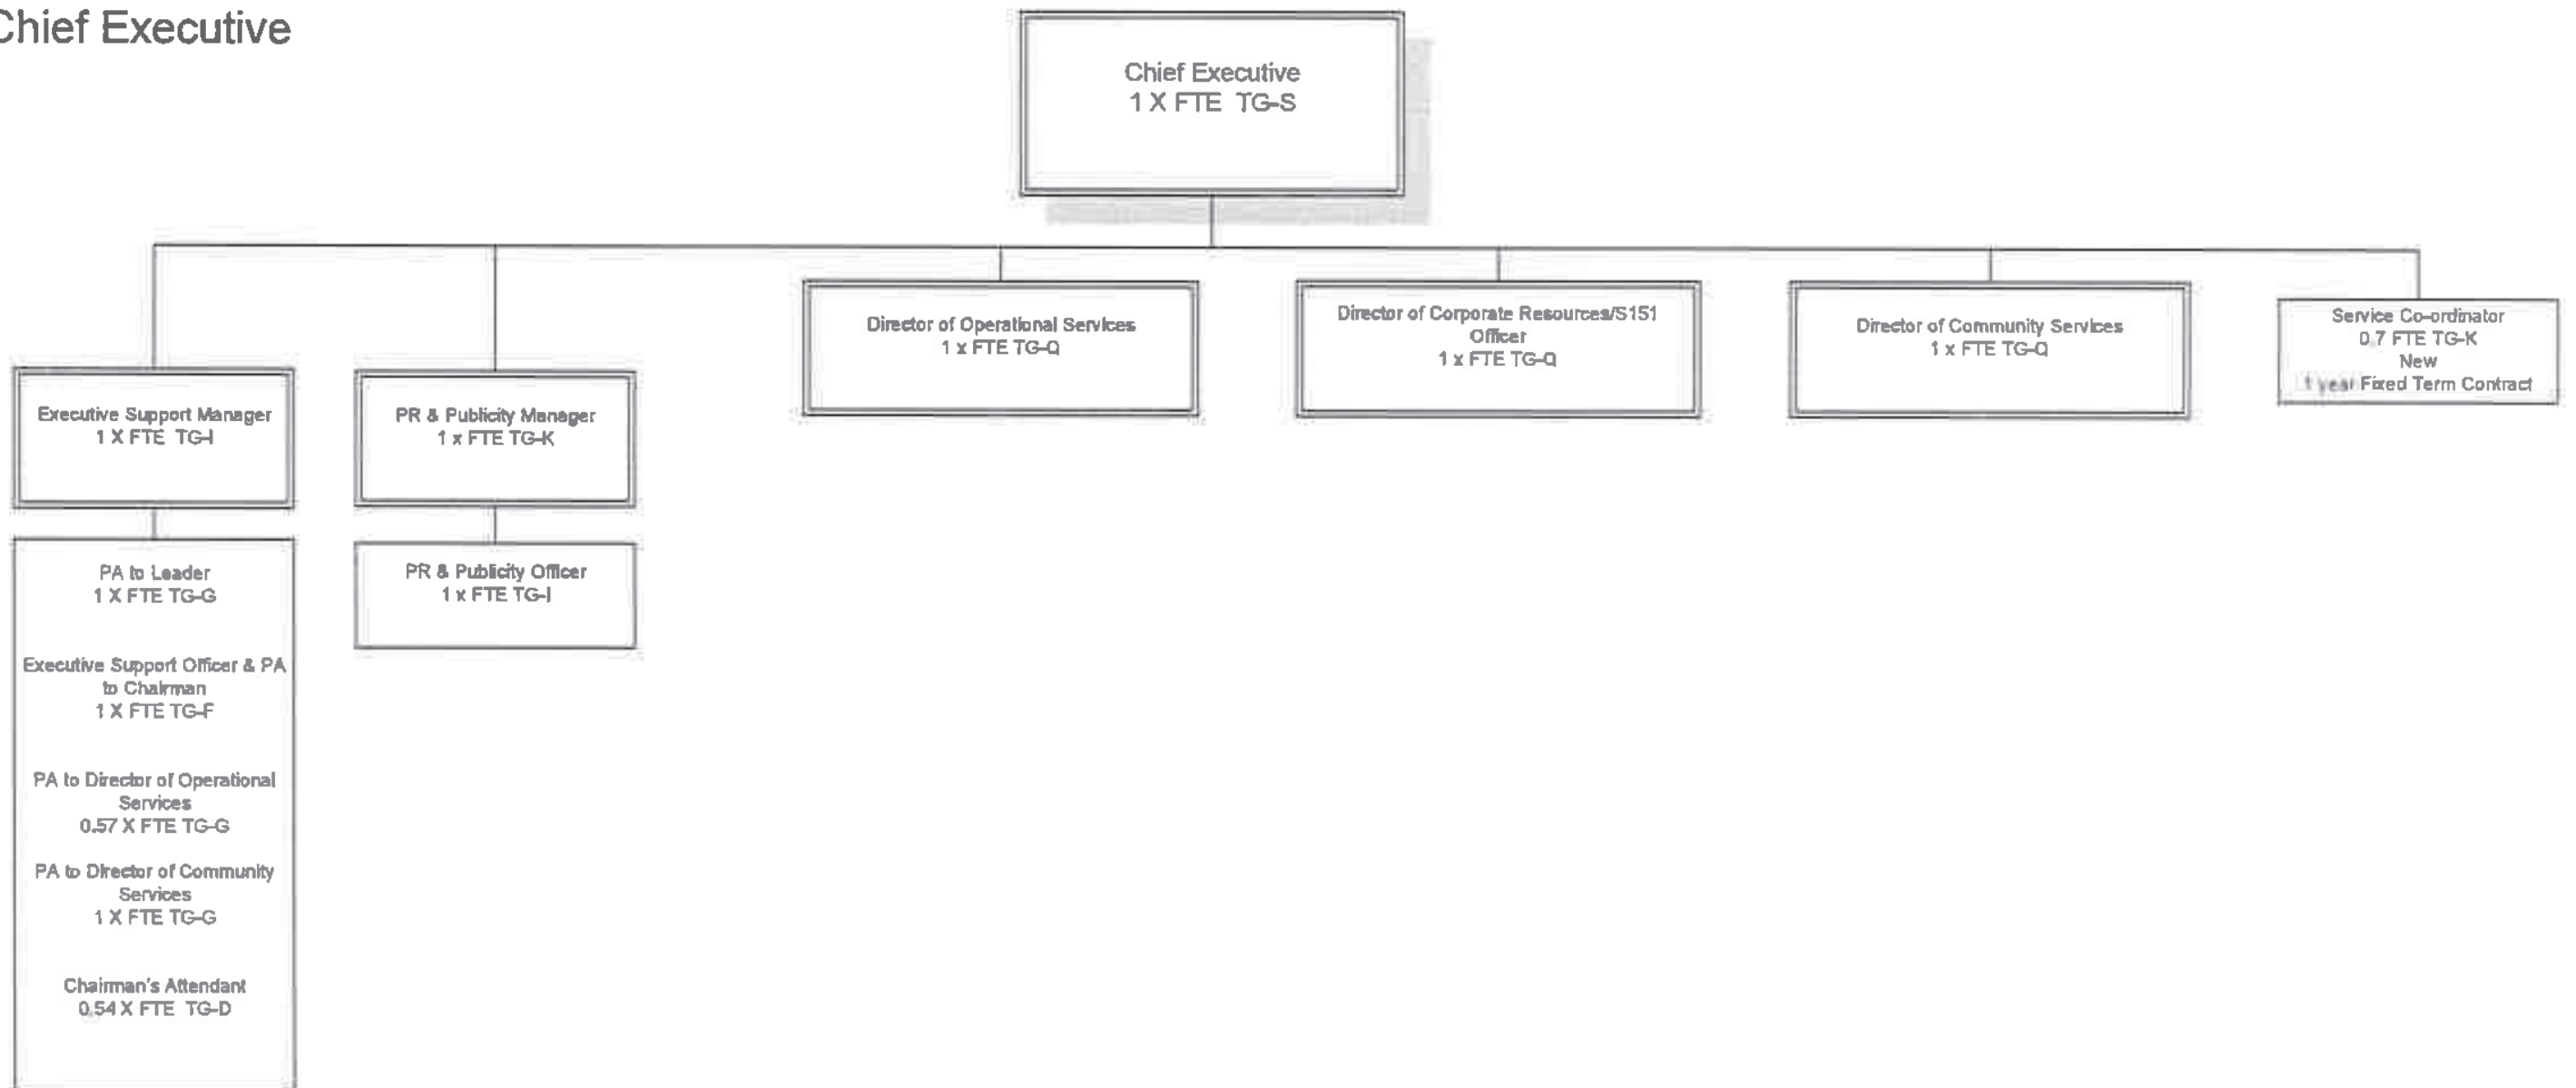 Chief Executive
Chief Executive
1 X FTE TG-S
Director of Operational Services
1 x FTE TG-Q
Director of Corporate Resources/S151
Officer
1 x FTE TG-Q
Director of Community Services
1 x FTE TG-Q
Service Co-ordinator
0.7 FTE TG-K
New
1 year Fixed Term Contract
Executive Support Manager
1 X FTE TG-I
PR & Publicity Manager
1 x FTE TG-K
PA to Leader
1 X FTE TG-G
Executive Support Officer & PA
to Chairman
1 X FTE TG-F
PA to Director of Operational
Services
0.57 X FTE TG-G
PA to Director of Community
Services
1 X FTE TG-G
Chairman's Attendant
0.54 X FTE TG-D
PR & Publicity Officer
1 x FTE TG-I